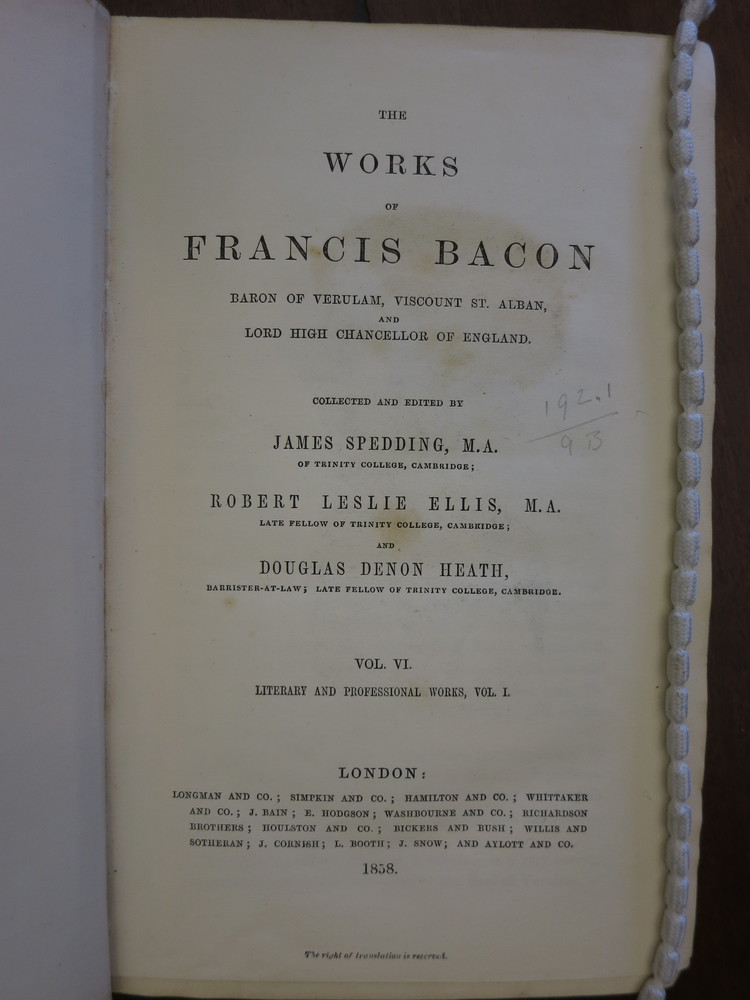 THE
WORKS
OF
FRANCIS BACON
BARON OF VERULAM, VISCOUNT ST. ALBAN,
AND
LORD HIGH CHANCELLOR OF ENGLAND.
COLLECTED AND EDITED BY
192.1
9B
JAMES SPEDDING, M.A.
OF TRINITY COLLEGE, CAMBRIDGE;
ROBERT LESLIE ELLIS, M.A.
LATE FELLOW OF TRINITY COLLEGE, CAMBRIDGE;
AND
DOUGLAS DENON HEATH,
BARRISTER-AT-LAW; LATE FELLOW OF TRINITY COLLEGE, CAMBRIDGE.
VOL. VI.
LITERARY AND PROFESSIONAL WORKS, VOL. I.
LONDON:
LONGMAN AND CO.; SIMPKIN AND CO.; HAMILTON AND CO.; WHITTAKER
AND CO.; J. BAIN; E. HODGSON; WASHBOURNE AND CO.; RICHARDSON
BROTHERS; HOULSTON AND CO.; BICKERS AND BUSH; WILLIS AND
SOTHERAN; J. CORNISH; L. BOOTH; J. SNOW; AND AYLOTT AND CO.
1858.
The right of translation is reserved.